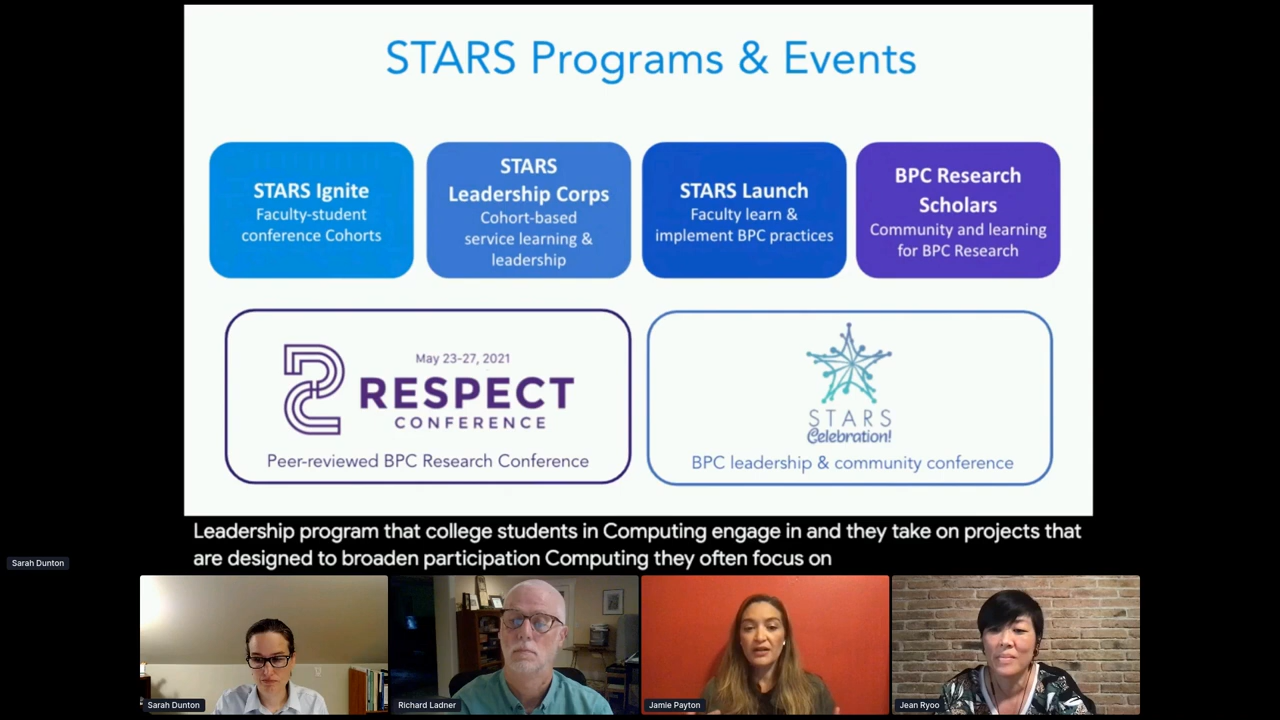 STARS Programs & Events
STARS Ignite
Faculty-student
conference Cohorts
STARS
Leadership Corps
Cohort-based
service learning &
leadership
STARS Launch
Faculty learn &
implement BPC practices
BPC Research
Scholars
Community and learning
for BPC Research
May 23-27, 2021
RESPECT
CONFERENCE
Peer-reviewed BPC Research Conference
STARS
Celebration!
BPC leadership & community conference
Leadership program that college students in Computing engage in and they take on projects that
are designed to broaden participation Computing they often focus on
Sarah Dunton
Sarah Dunton
Richard Ladner
Jamie Payton
Jean Ryoo